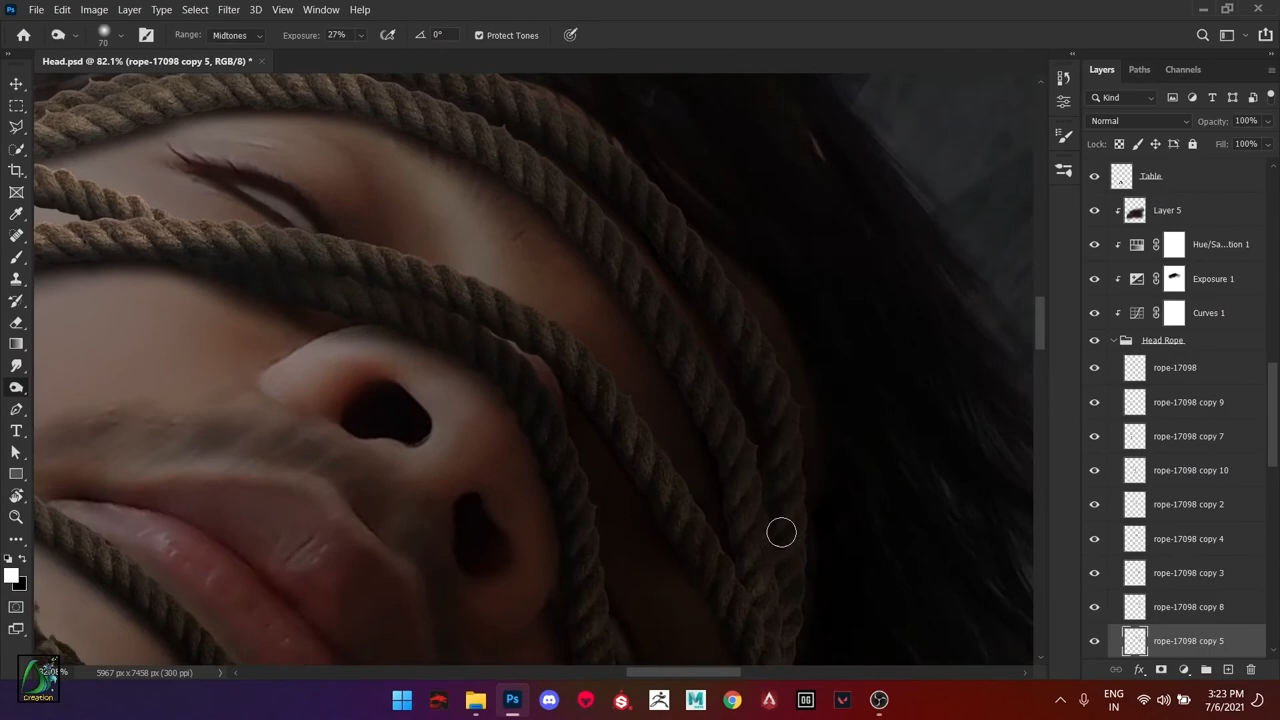 File Edit Image Layer Type Select Filter 3D View Window Help
70 Range: Midtones Exposure: 27% 0° Protect Tones
Head.psd @ 82.1% (rope-17098 copy 5, RGB/8) *
Layers Paths Channels
Kind
Normal Opacity: 100%
Lock: Fill: 100%
Table
Layer 5
Hue/Sa...tion 1
Exposure 1
Curves 1
Head Rope
rope-17098
rope-17098 copy 9
rope-17098 copy 7
rope-17098 copy 10
rope-17098 copy 2
rope-17098 copy 4
rope-17098 copy 3
rope-17098 copy 8
rope-17098 copy 5
5967 px x 7458 px (300 ppi)
Creation
ENG
IN
3:23 PM
7/6/2021